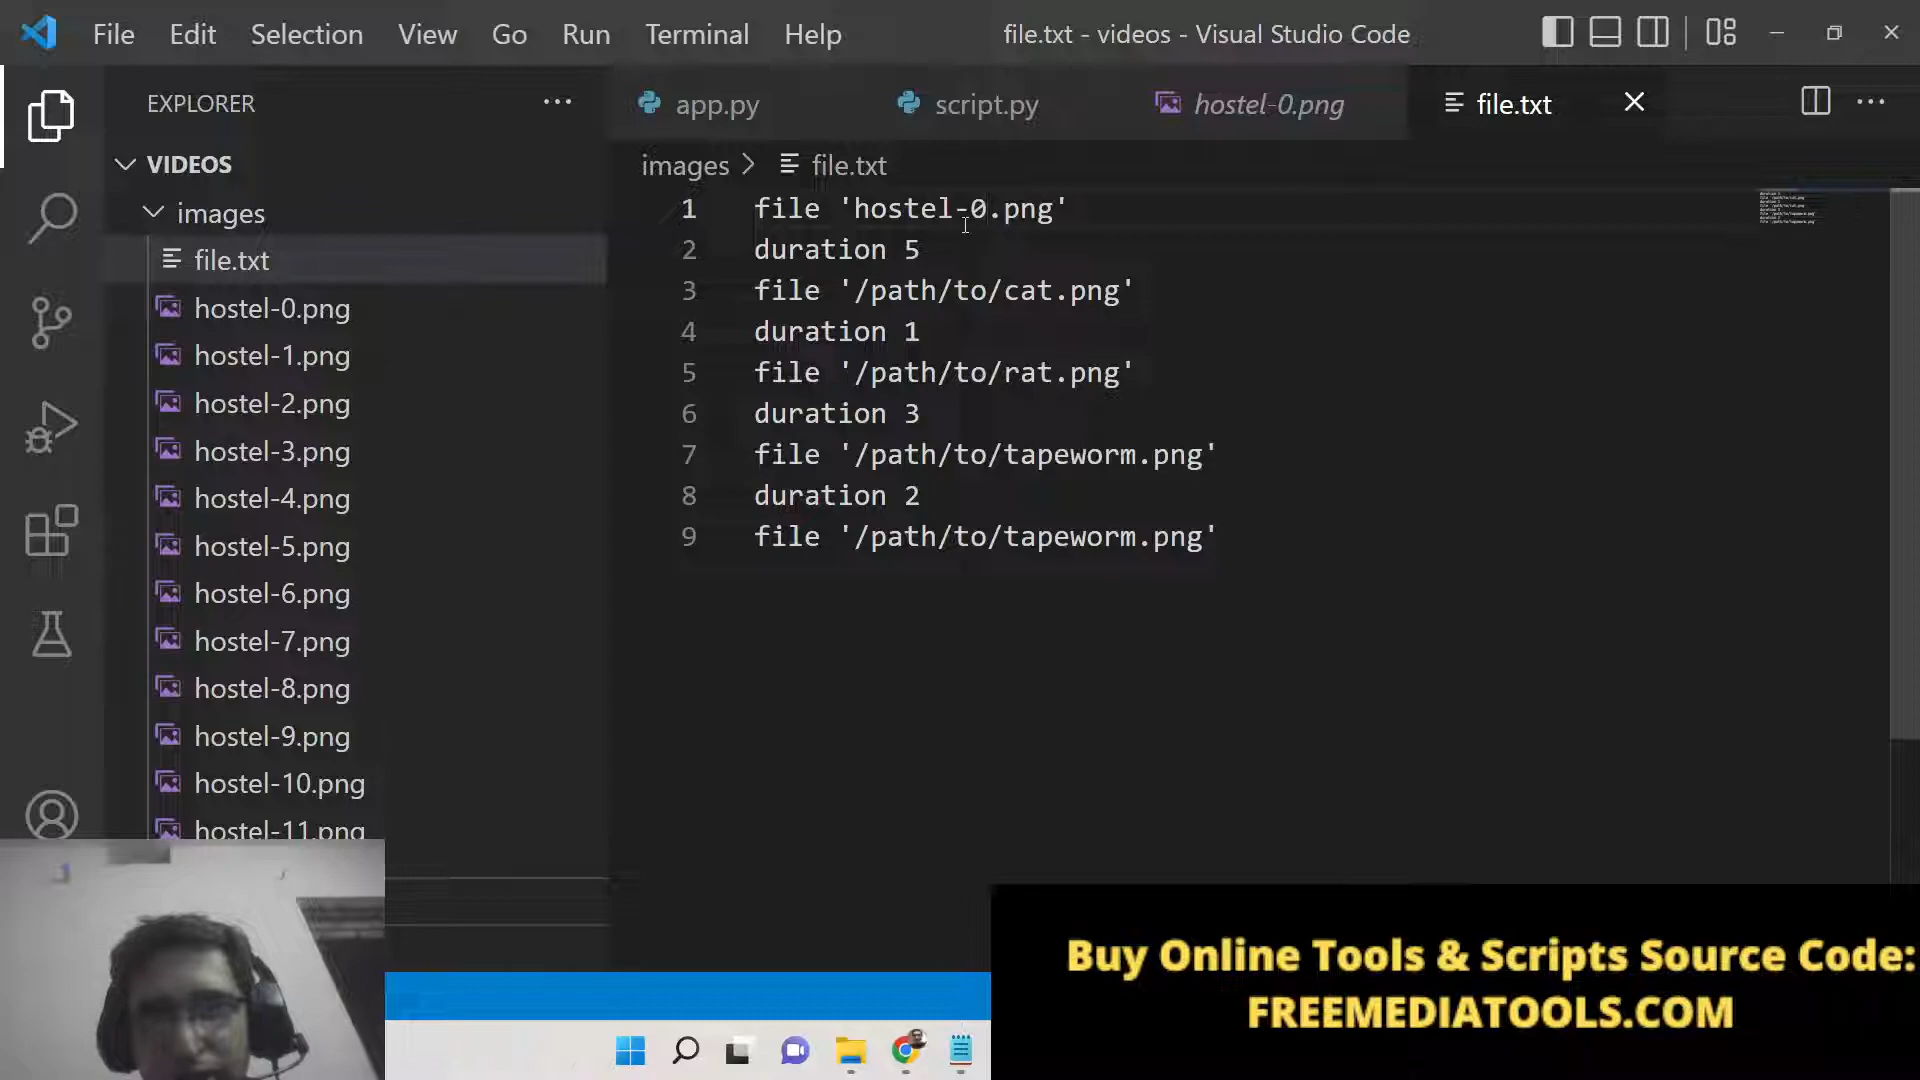 File Edit Selection View Go Run Terminal Help
file.txt - videos - Visual Studio Code
EXPLORER
VIDEOS
images
file.txt
hostel-0.png
hostel-1.png
hostel-2.png
hostel-3.png
hostel-4.png
hostel-5.png
hostel-6.png
hostel-7.png
hostel-8.png
hostel-9.png
hostel-10.png
hostel-11.png
app.py script.py hostel-0.png file.txt
images > file.txt
1 file 'hostel-0.png'
2 duration 5
3 file '/path/to/cat.png'
4 duration 1
5 file '/path/to/rat.png'
6 duration 3
7 file '/path/to/tapeworm.png'
8 duration 2
9 file '/path/to/tapeworm.png'
Buy Online Tools & Scripts Source Code:
FREEMEDIATOOLS.COM